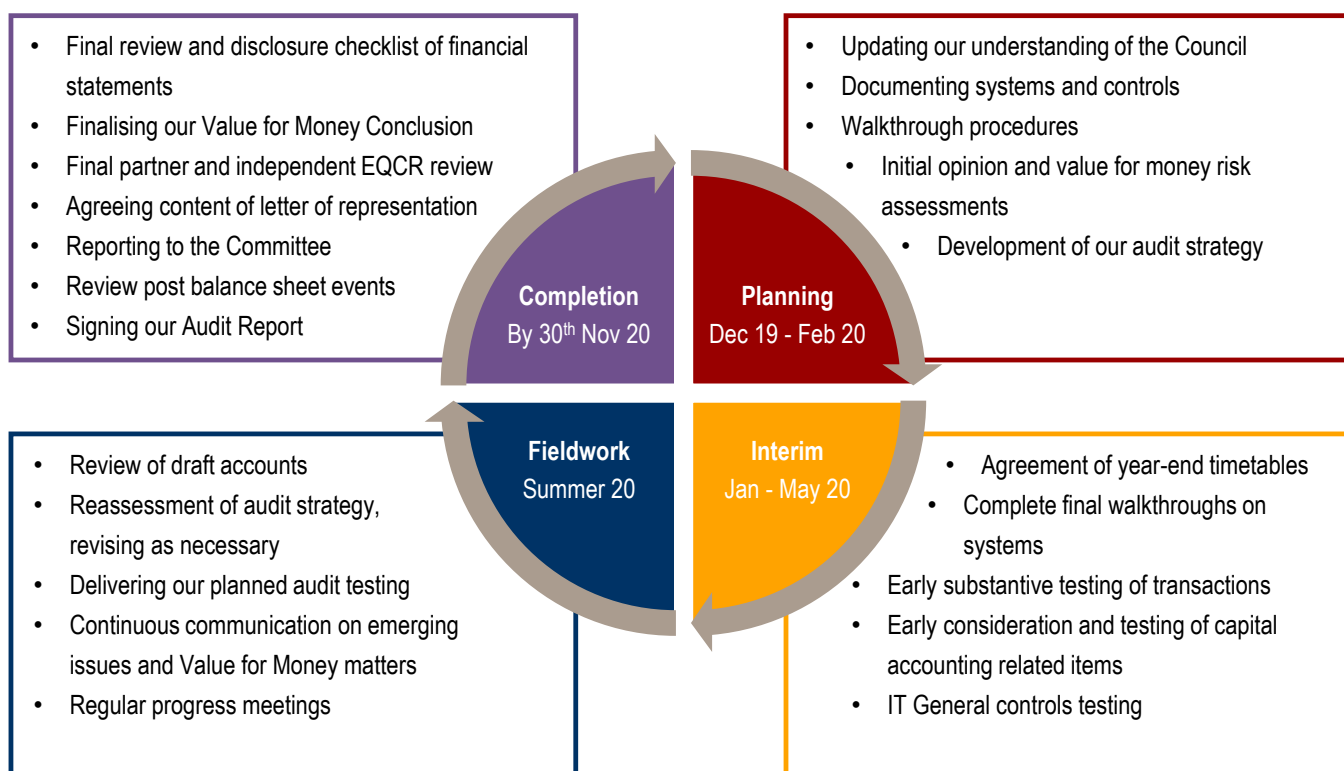 • Final review and disclosure checklist of financial
statements
• Finalising our Value for Money Conclusion
• Final partner and independent EQCR review
• Agreeing content of letter of representation
• Reporting to the Committee
• Review post balance sheet events
• Signing our Audit Report
• Updating our understanding of the Council
• Documenting systems and controls
• Walkthrough procedures
• Initial opinion and value for money risk
assessments
• Development of our audit strategy
Completion
By 30th Nov 20
Planning
Dec 19 - Feb 20
Fieldwork
Summer 20
Interim
Jan - May 20
• Review of draft accounts
• Reassessment of audit strategy,
revising as necessary
• Delivering our planned audit testing
• Continuous communication on emerging
issues and Value for Money matters
• Regular progress meetings
• Agreement of year-end timetables
• Complete final walkthroughs on
systems
• Early substantive testing of transactions
• Early consideration and testing of capital
accounting related items
• IT General controls testing